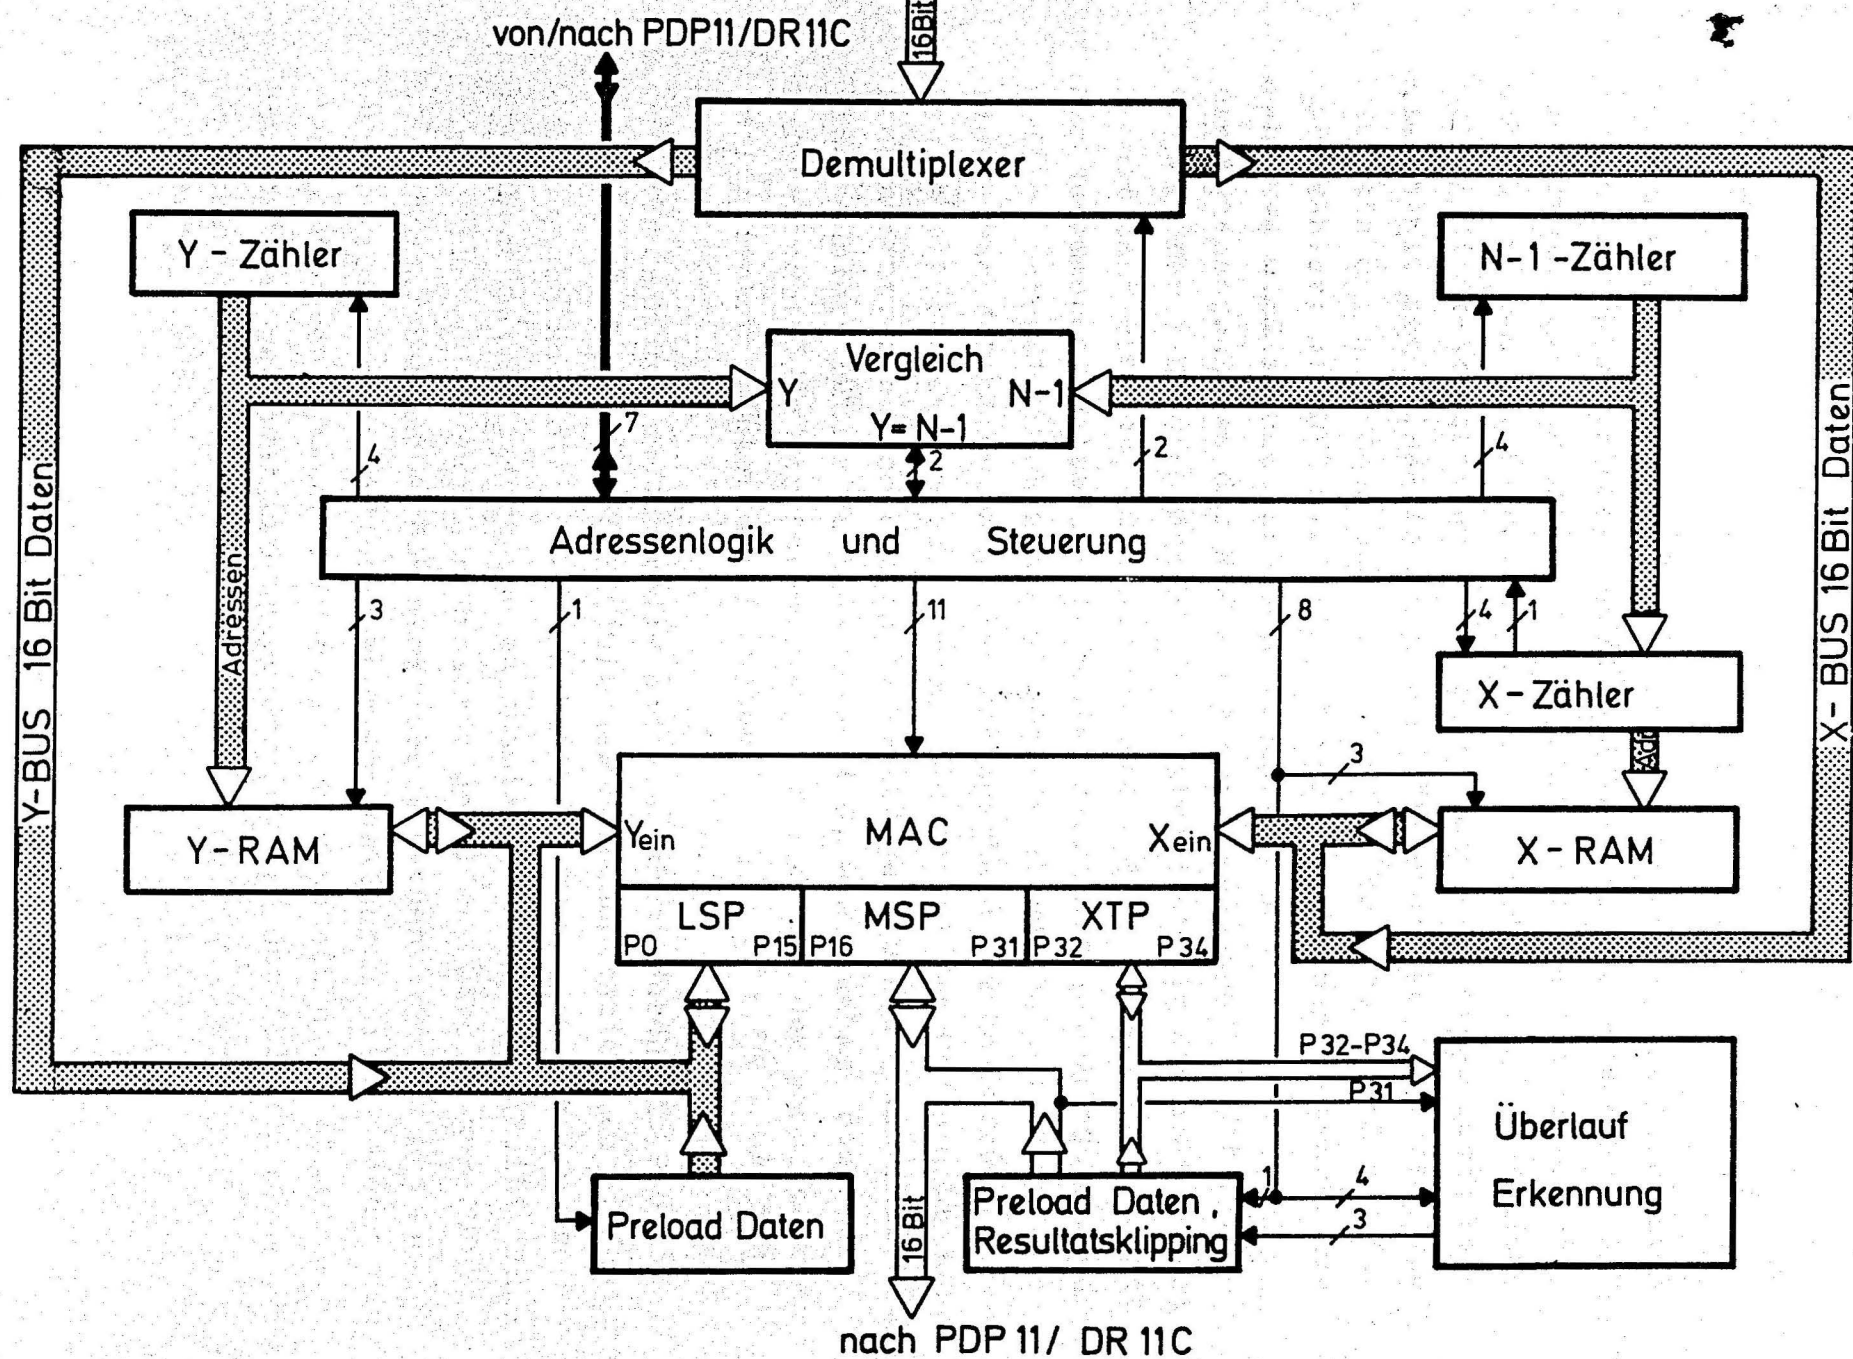 von/nach PDP11/DR11C
16Bit
Demultiplexer
Y - Zähler
N-1 -Zähler
Vergleich
Y
N-1
Y= N-1
4
7
2
2
4
Adressenlogik und Steuerung
Y-BUS 16 Bit Daten
X- BUS 16 Bit Daten
Adressen
3
1
11
8
4
1
X - Zähler
3
Y-RAM
Yein
MAC
Xein
X - RAM
LSP
MSP
XTP
P0
P15
P16
P31
P32
P34
P32-P34
P31
Überlauf
Erkennung
1
4
3
Preload Daten
16 Bit
Preload Daten ,
Resultatsklipping
nach PDP 11/ DR 11C